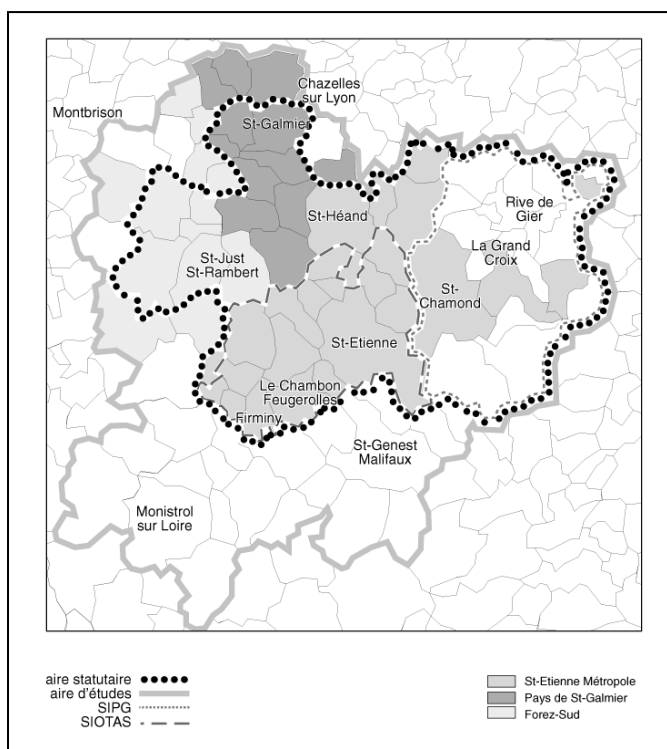 Chazelles
sur Lyon
Montbrison
St-Galmier
Rive de
Gier
St-Héand
La Grand
Croix
St-Just
St-Rambert
St-
Chamond
St-Etienne
Le Chambon
Feugerolles
Firminy
St-Genest
Malifaux
Monistrol
sur Loire
aire statutaire
aire d'études
SIPG
SIOTAS
St-Etienne Métropole
Pays de St-Galmier
Forez-Sud